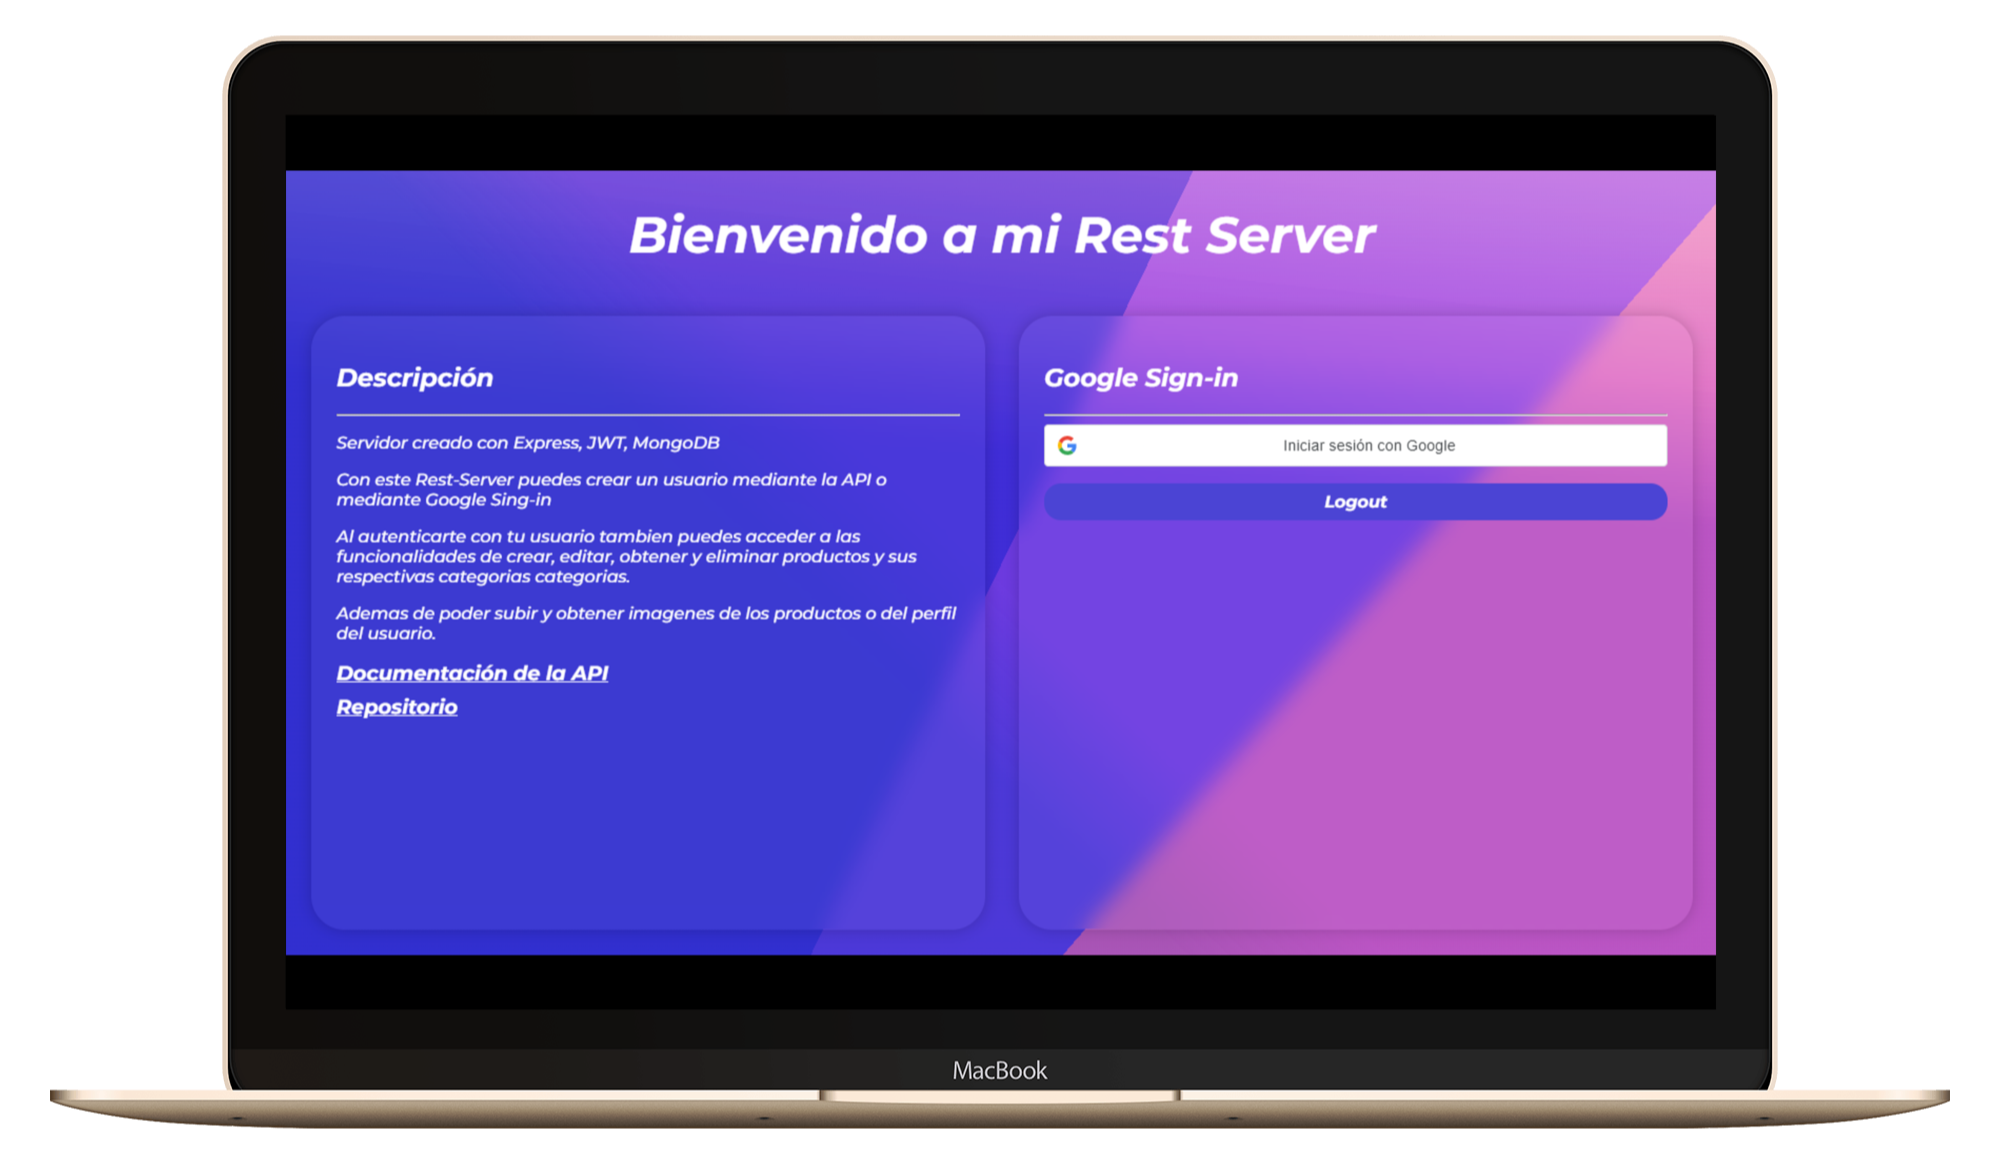 Bienvenido a mi Rest Server
Descripción
Servidor creado con Express, JWT, MongoDB
Con este Rest-Server puedes crear un usuario mediante la API o
mediante Google Sing-in
Al autenticarte con tu usuario tambien puedes acceder a las
funcionalidades de crear, editar, obtener y eliminar productos y sus
respectivas categorias categorias.
Ademas de poder subir y obtener imagenes de los productos o del perfil
del usuario.
Documentación de la API
Repositorio
Google Sign-in
Iniciar sesión con Google
Logout
MacBook